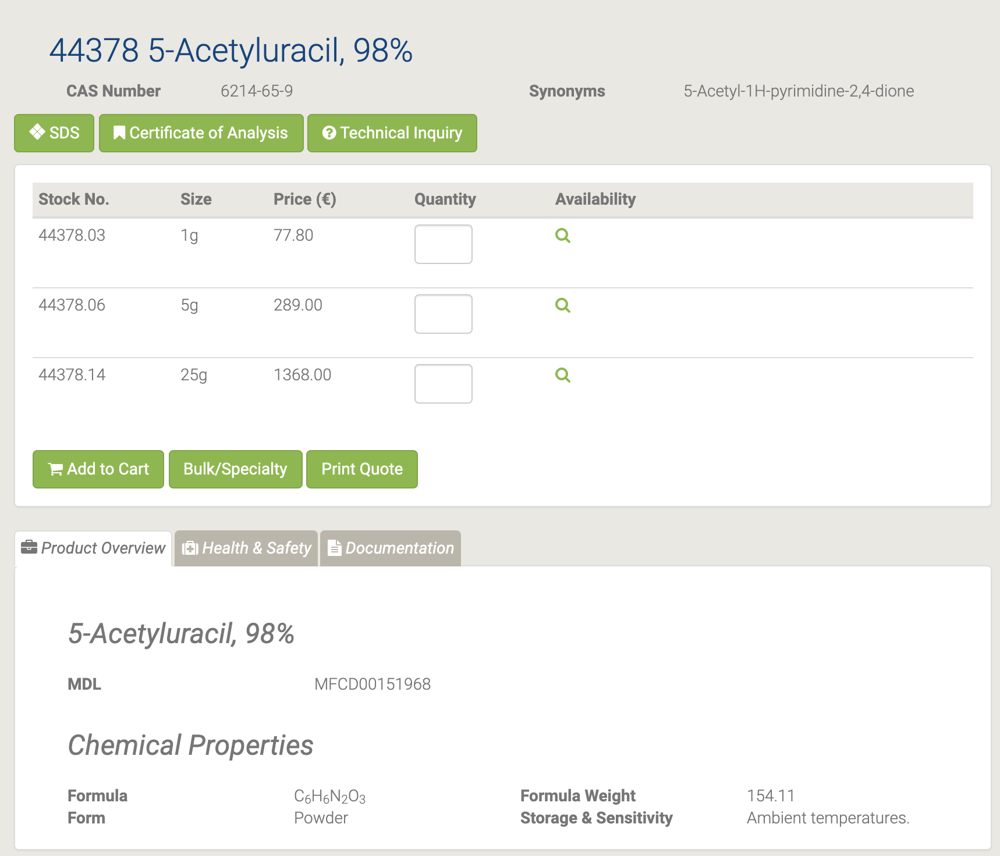 44378 5-Acetyluracil, 98%
CAS Number 6214-65-9 Synonyms 5-Acetyl-1H-pyrimidine-2,4-dione
SDS Certificate of Analysis Technical Inquiry
Stock No. Size Price (€) Quantity Availability
44378.03 1g 77.80
44378.06 5g 289.00
44378.14 25g 1368.00
Add to Cart Bulk/Specialty Print Quote
Product Overview Health & Safety Documentation
5-Acetyluracil, 98%
MDL MFCD00151968
Chemical Properties
Formula C₆H₆N₂O₃ Formula Weight 154.11
Form Powder Storage & Sensitivity Ambient temperatures.